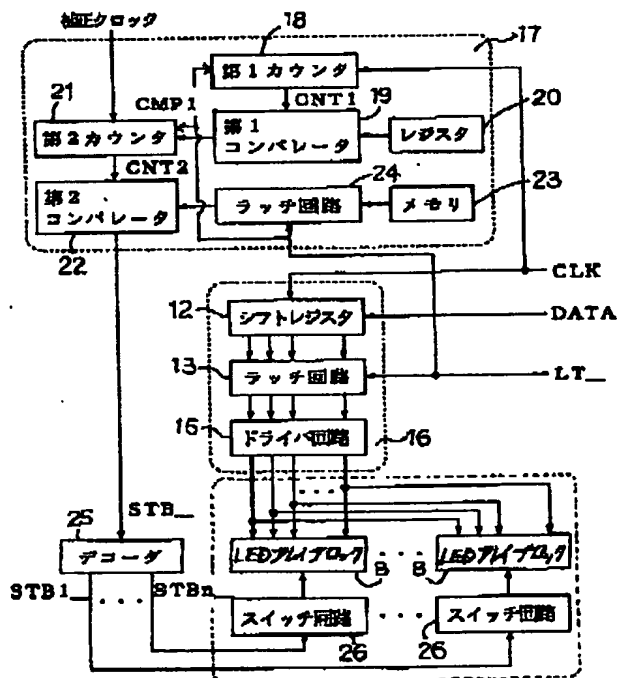 補正クロック
18
17
第1カウンタ
21
CMP1
CNT1
19
20
第2カウンタ
第1
コンパレータ
レジスタ
CNT2
24
23
第2
コンパレータ
ラッチ回路
メモリ
22
CLK
12
シフトレジスタ
DATA
13
ラッチ回路
LT_
15
ドライバ回路
16
...
STB_
25
デコーダ
LEDアレイブロック
B
...
B
LEDアレイブロック
STB1_
...
STBn_
スイッチ回路
26
...
26
スイッチ回路